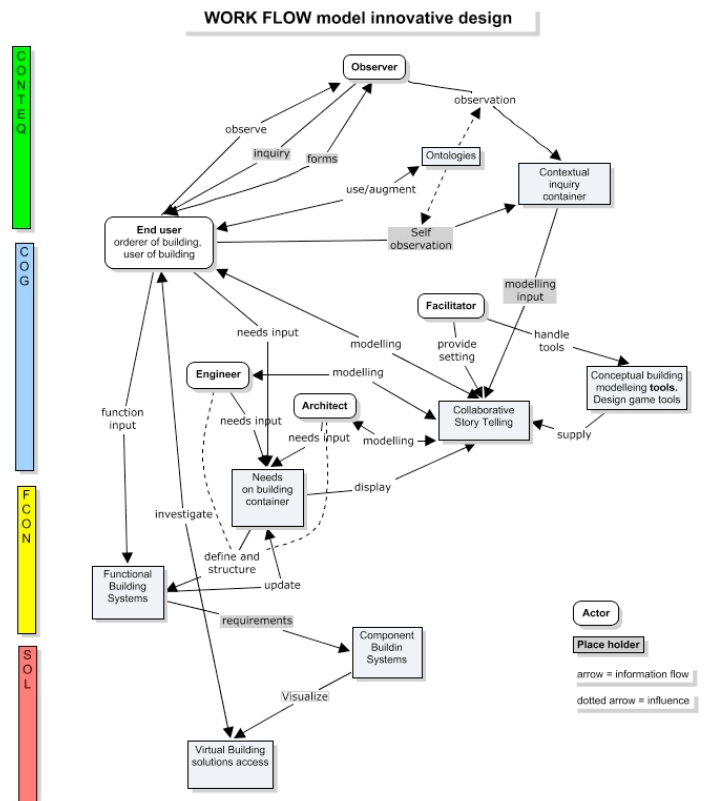 WORK FLOW model innovative design
CONTEQ
Observer
observation
observe
inquiry
forms
Ontologies
Contextual
inquiry
container
use/augment
End user
orderer of building,
user of building
Self
observation
COG
modelling
input
Facilitator
needs input
modelling
provide
setting
handle
tools
Engineer
modelling
Conceptual building
modelleing tools.
Design game tools
Architect
Collaborative
Story Telling
function
input
needs input
needs input
modelling
supply
Needs
on building
container
display
FCON
investigate
define and
structure
Functional
Building
Systems
update
requirements
Actor
Component
Buildin
Systems
Place holder
SOL
arrow = information flow
Visualize
dotted arrow = influence
Virtual Building
solutions access